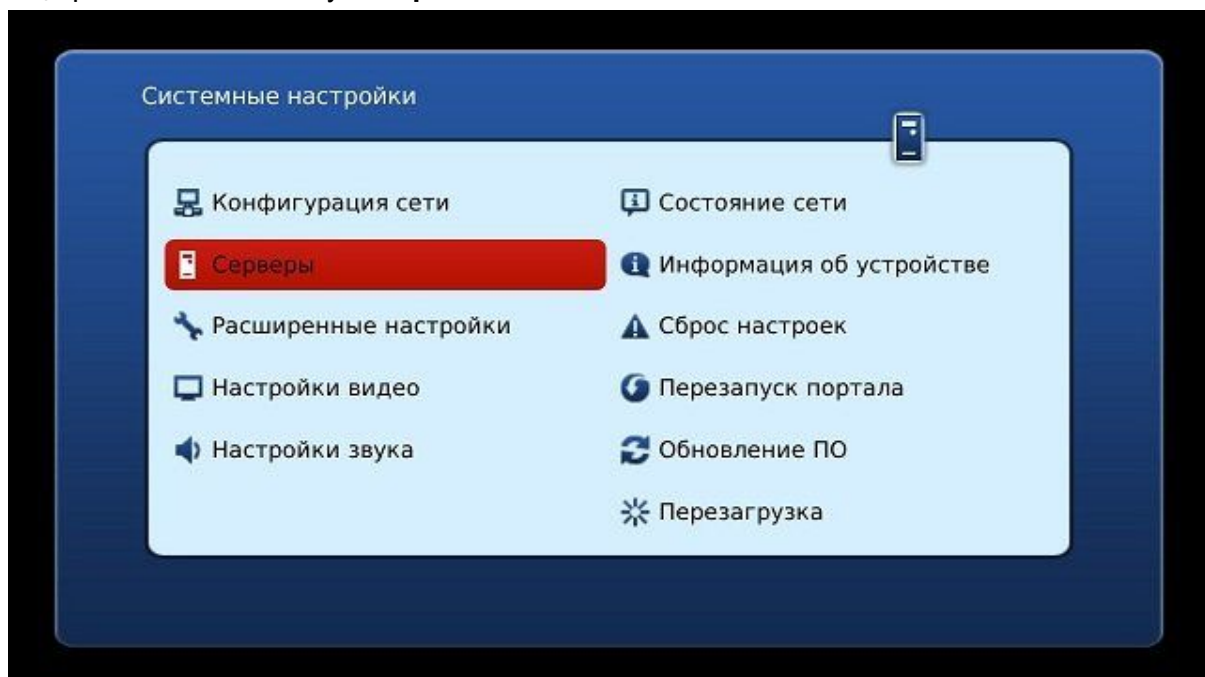 Системные настройки
Конфигурация сети
Серверы
Расширенные настройки
Настройки видео
Настройки звука
Состояние сети
Информация об устройстве
Сброс настроек
Перезапуск портала
Обновление ПО
Перезагрузка